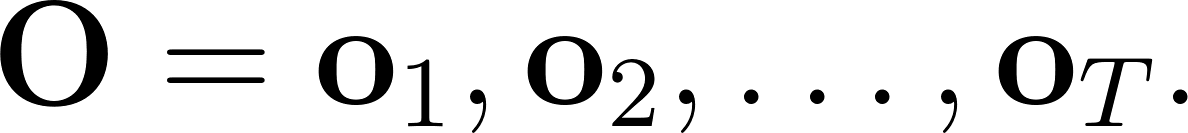 O = o₁, o₂, . . . , o_T.